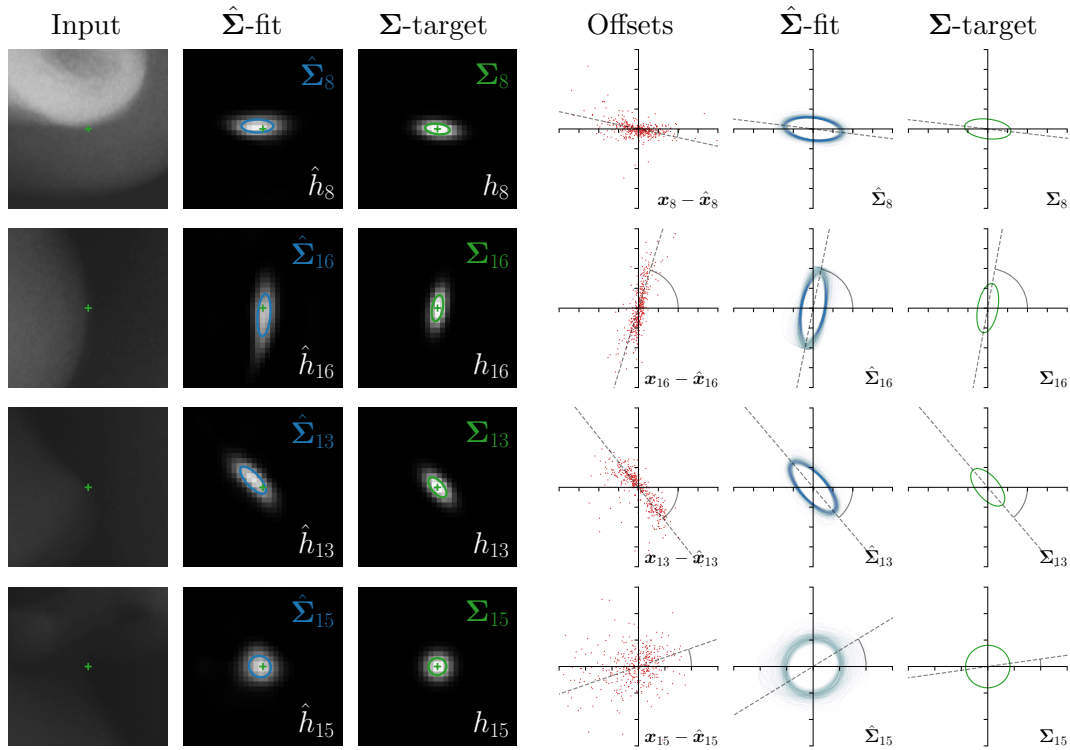 Input Σ̂-fit Σ-target Offsets Σ̂-fit Σ-target
Σ̂8 Σ8
ĥ8 h8 x8 − x̂8 Σ̂8 Σ8
Σ̂16 Σ16
ĥ16 h16 x16 − x̂16 Σ̂16 Σ16
Σ̂13 Σ13
ĥ13 h13 x13 − x̂13 Σ̂13 Σ13
Σ̂15 Σ15
ĥ15 h15 x15 − x̂15 Σ̂15 Σ15